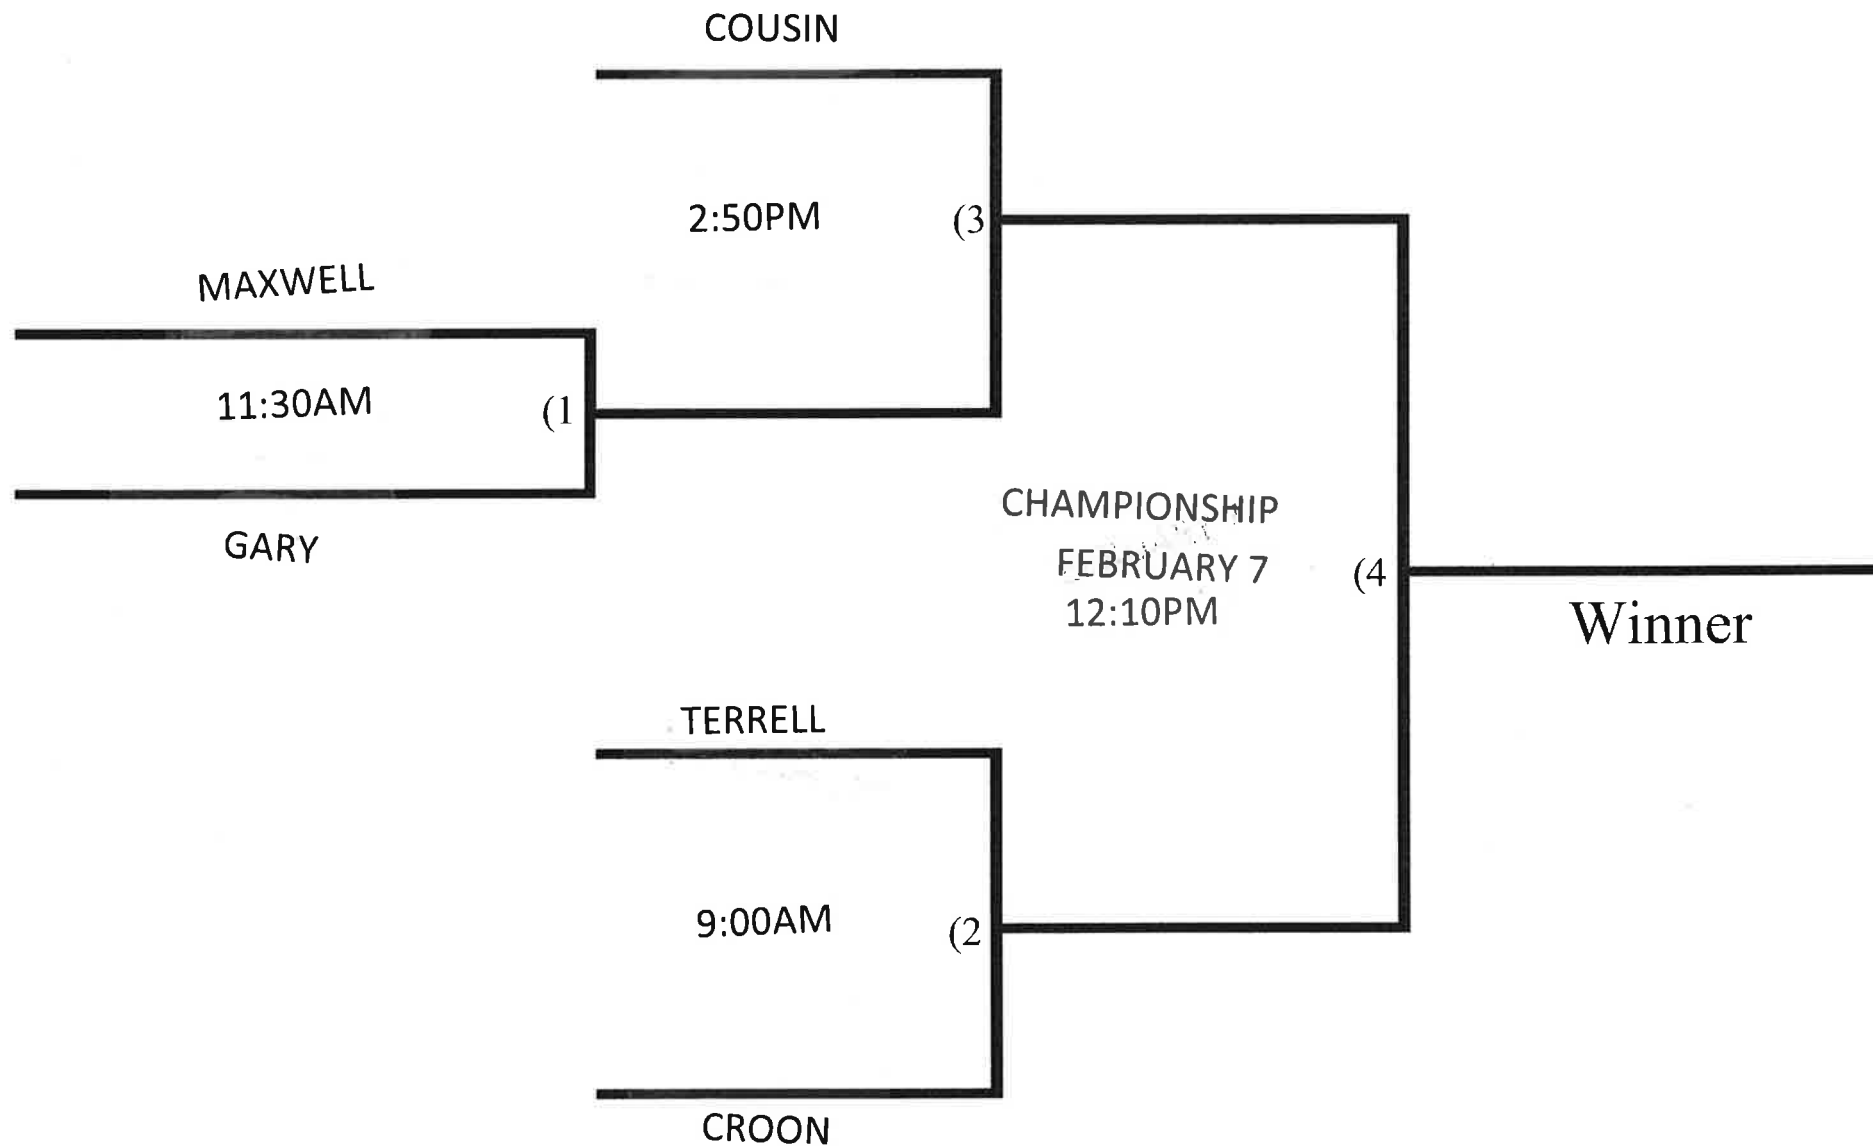 COUSIN
2:50PM
(3
MAXWELL
11:30AM
(1
GARY
CHAMPIONSHIP
FEBRUARY 7
12:10PM
(4
Winner
TERRELL
9:00AM
(2
CROON